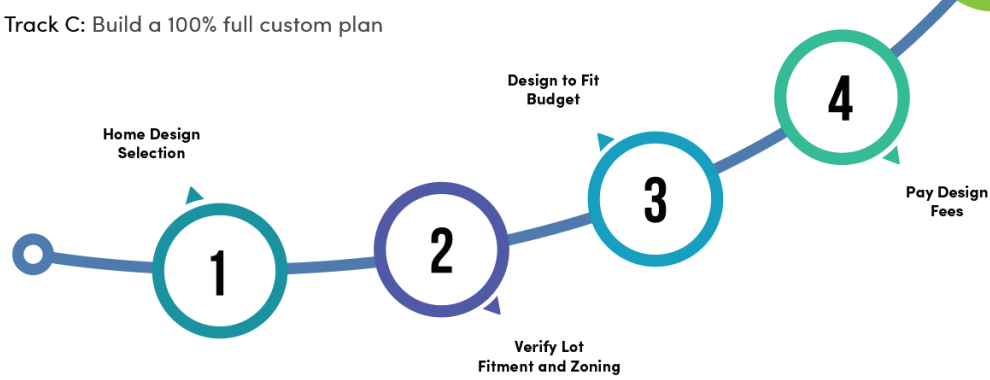 Track C: Build a 100% full custom plan
Home Design
Selection
1
2
Verify Lot
Fitment and Zoning
Design to Fit
Budget
3
4
Pay Design
Fees